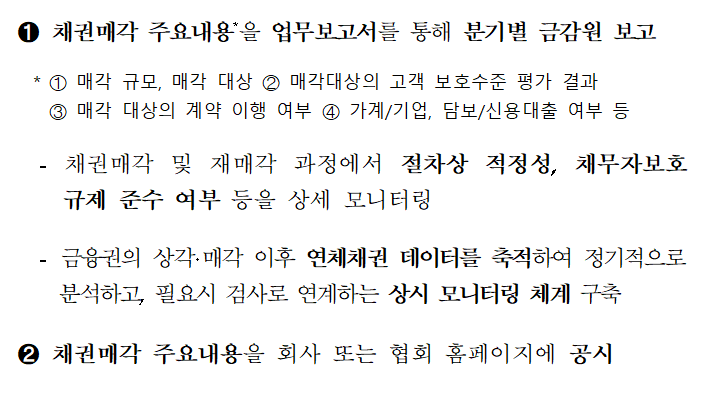 ❶ 채권매각 주요내용*을 업무보고서를 통해 분기별 금감원 보고
* ① 매각 규모, 매각 대상 ② 매각대상의 고객 보호수준 평가 결과
③ 매각 대상의 계약 이행 여부 ④ 가계/기업, 담보/신용대출 여부 등
- 채권매각 및 재매각 과정에서 절차상 적정성, 채무자보호
규제 준수 여부 등을 상세 모니터링
- 금융권의 상각·매각 이후 연체채권 데이터를 축적하여 정기적으로
분석하고, 필요시 검사로 연계하는 상시 모니터링 체계 구축
❷ 채권매각 주요내용을 회사 또는 협회 홈페이지에 공시